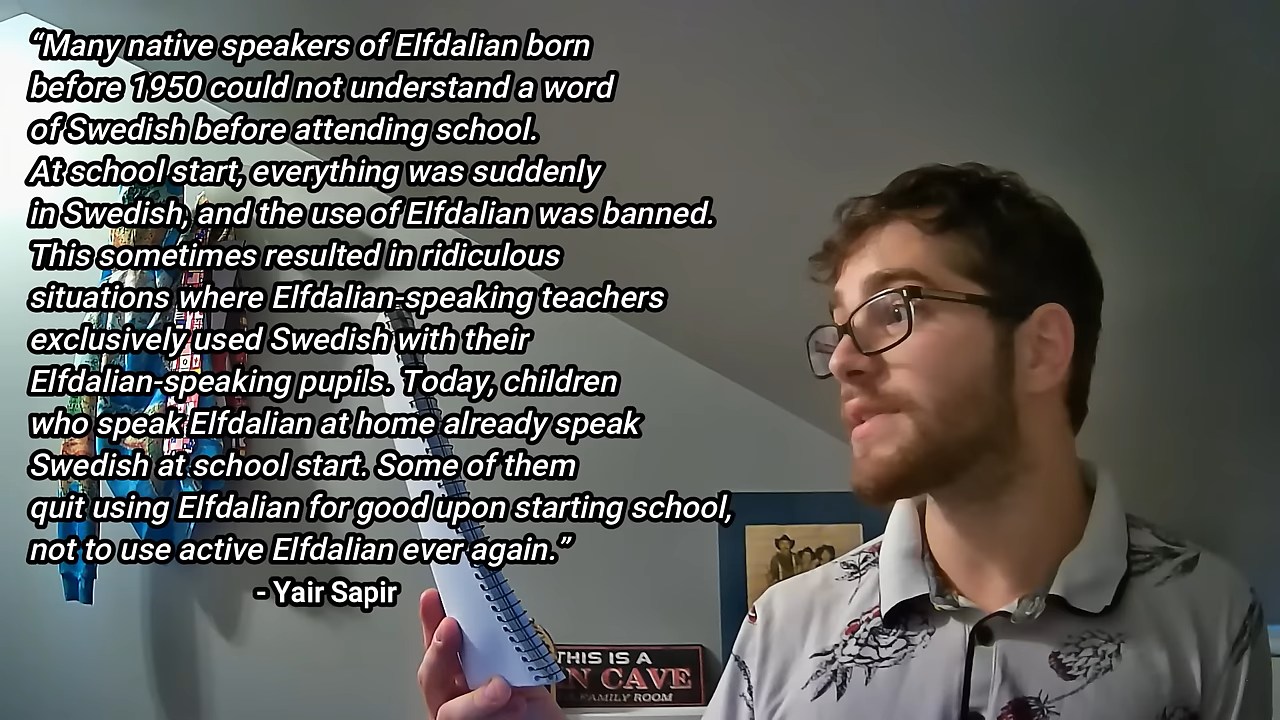 “Many native speakers of Elfdalian born
before 1950 could not understand a word
of Swedish before attending school.
At school start, everything was suddenly
in Swedish, and the use of Elfdalian was banned.
This sometimes resulted in ridiculous
situations where Elfdalian-speaking teachers
exclusively used Swedish with their
Elfdalian-speaking pupils. Today, children
who speak Elfdalian at home already speak
Swedish at school start. Some of them
quit using Elfdalian for good upon starting school,
not to use active Elfdalian ever again.”
- Yair Sapir
THIS IS A
CAVE
FAMILY ROOM